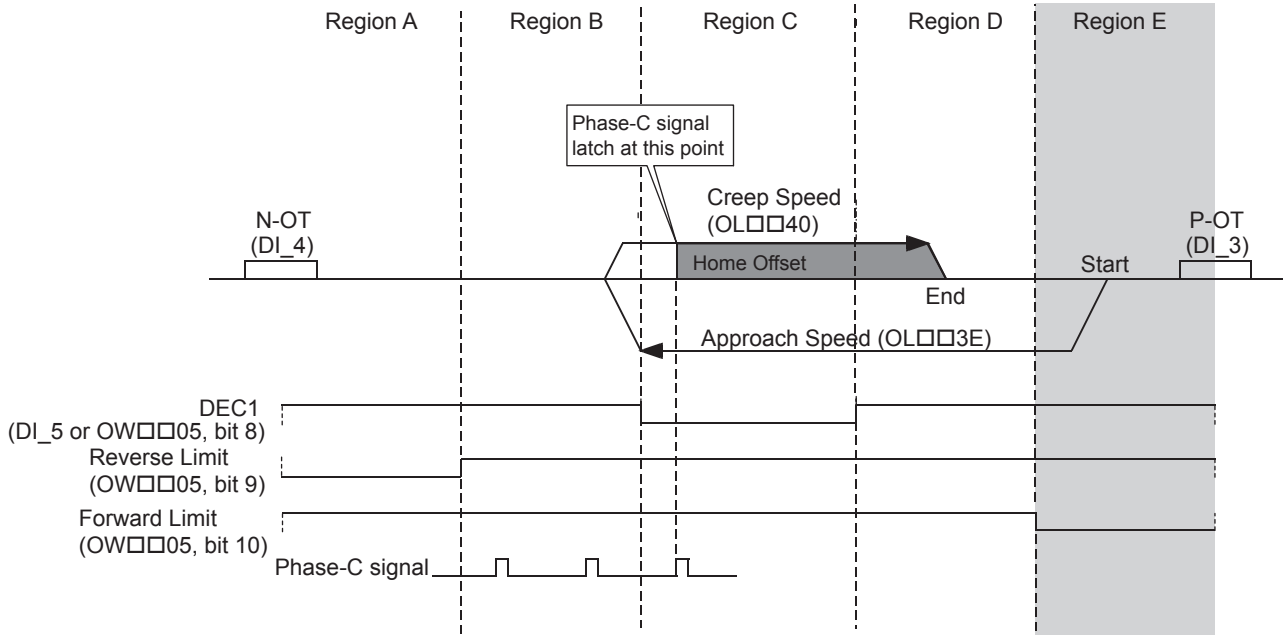 Region A
Region B
Region C
Region D
Region E
Phase-C signal
latch at this point
Creep Speed
(OL□□40)
N-OT
(DI_4)
P-OT
(DI_3)
Home Offset
Start
End
Approach Speed (OL□□3E)
DEC1
(DI_5 or OW□□05, bit 8)
Reverse Limit
(OW□□05, bit 9)
Forward Limit
(OW□□05, bit 10)
Phase-C signal